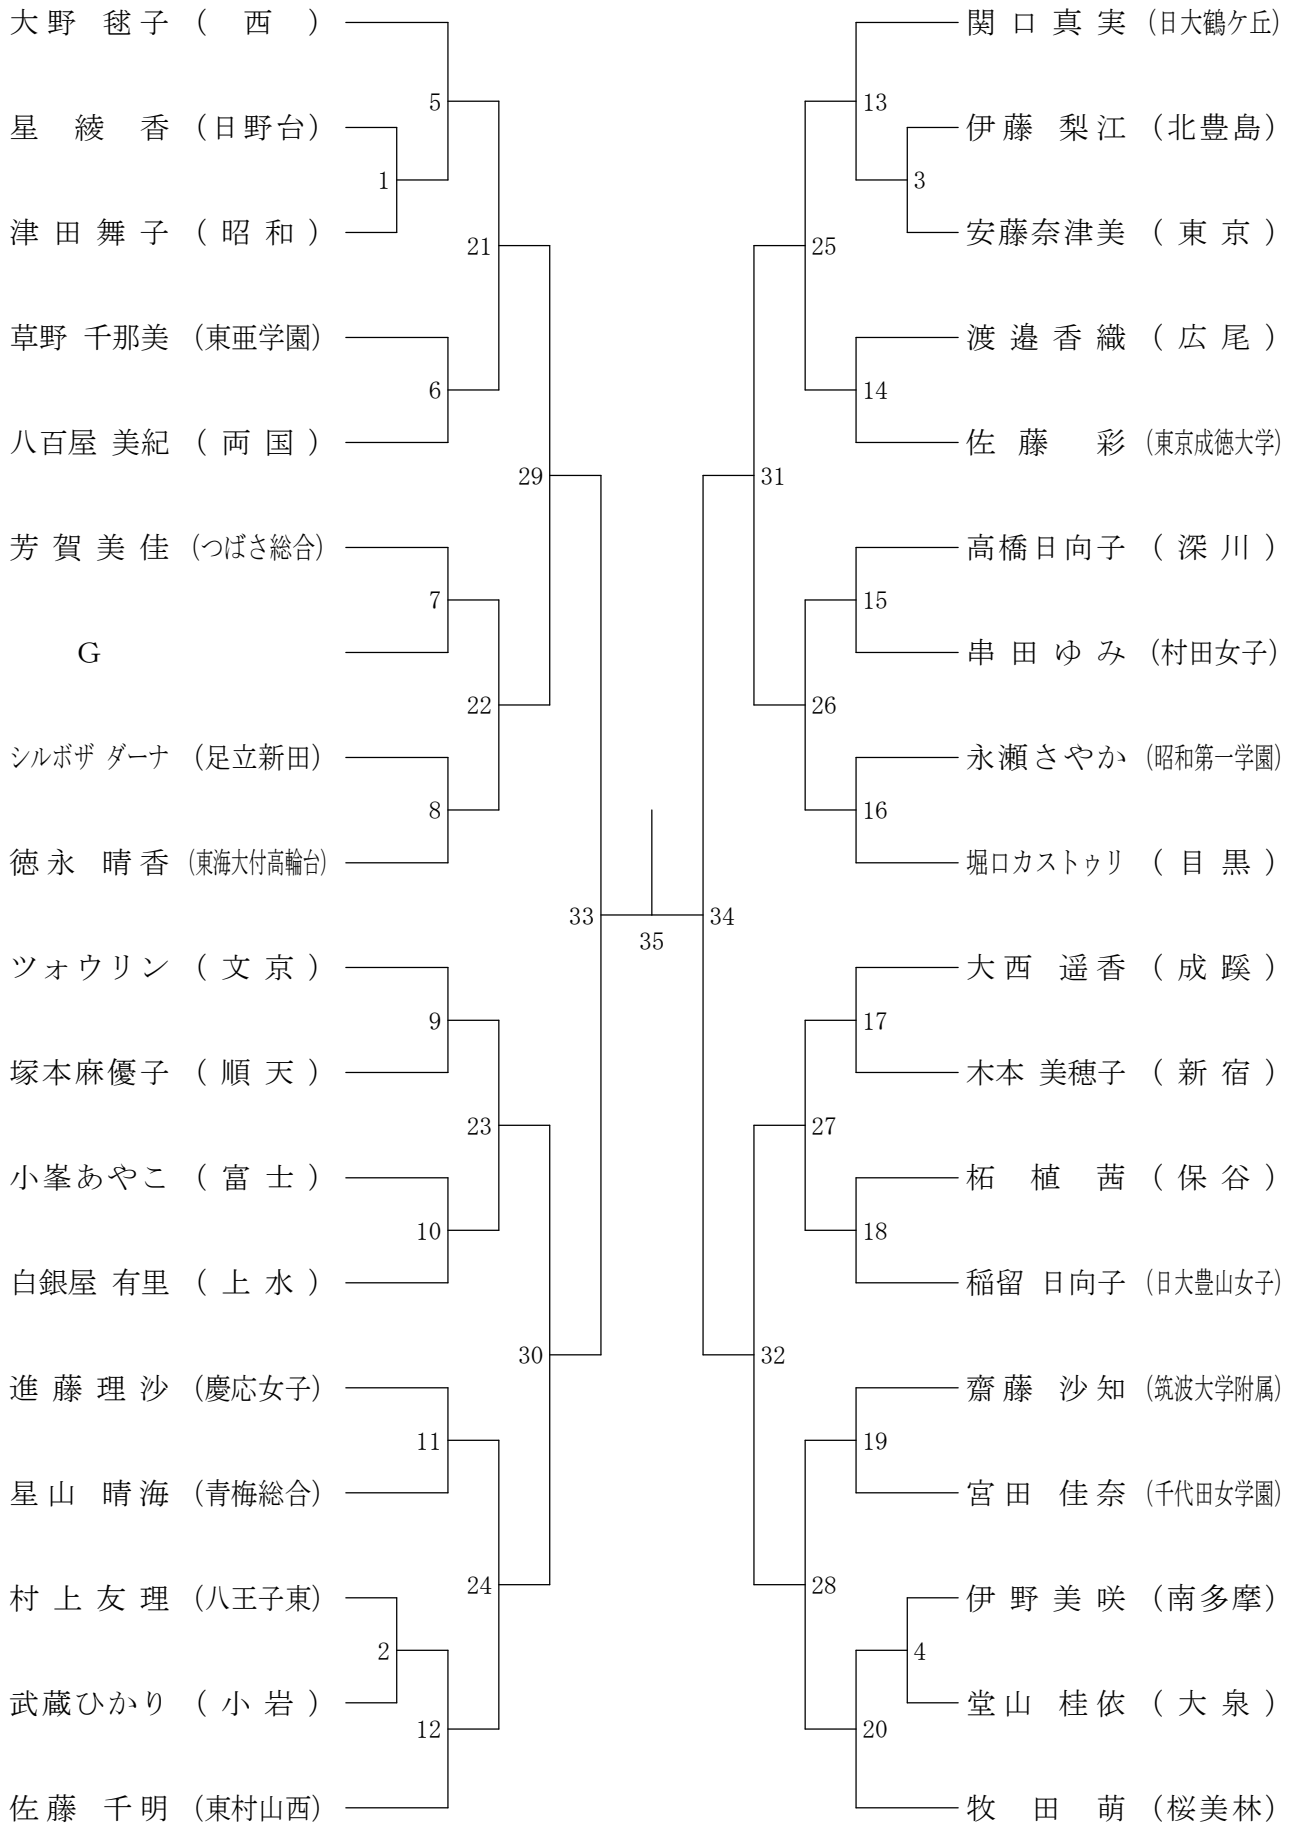 大野 毬子 ( 西 )
5
星 綾 香 (日野台)
1
津 田 舞 子 ( 昭 和 )
21
草野 千那美 (東亜学園)
6
八百屋 美紀 ( 両 国 )
29
芳 賀 美 佳 (つばさ総合)
7
G
22
シルボザ ダーナ (足立新田)
8
徳永 晴香 (東海大付高輪台)
33
ツォウリン ( 文 京 )
9
塚本麻優子 ( 順 天 )
23
小峯あやこ ( 富 士 )
10
白銀屋 有里 ( 上 水 )
30
進 藤 理 沙 (慶応女子)
11
星山 晴海 (青梅総合)
24
村 上 友 理 (八王子東)
2
武蔵ひかり ( 小 岩 )
12
佐藤 千明 (東村山西)
35
関 口 真 実 (日大鶴ケ丘)
13
伊藤 梨江 (北豊島)
3
安藤奈津美 ( 東 京 )
25
渡 邉 香 織 ( 広 尾 )
14
佐 藤 彩 (東京成徳大学)
31
高橋日向子 ( 深 川 )
15
串 田 ゆ み (村田女子)
26
永瀬さやか (昭和第一学園)
16
堀口カストゥリ ( 目 黒 )
34
大西 遥香 ( 成 蹊 )
17
木本 美穂子 ( 新 宿 )
27
柘 植 茜 ( 保 谷 )
18
稲留 日向子 (日大豊山女子)
32
齋藤 沙知 (筑波大学附属)
19
宮田 佳奈 (千代田女学園)
28
伊 野 美 咲 (南多摩)
4
堂山 桂依 ( 大 泉 )
20
牧 田 萌 (桜美林)